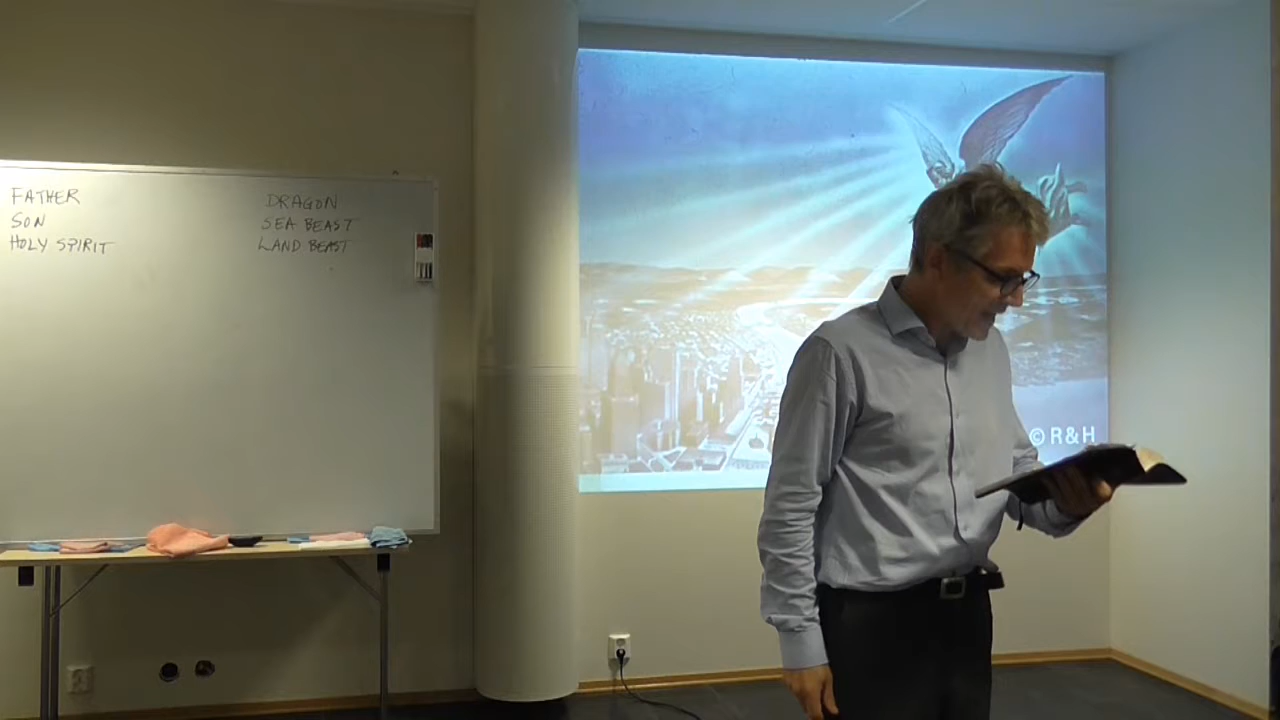 FATHER
SON
HOLY SPIRIT
DRAGON
SEA BEAST
LAND BEAST
© R&H